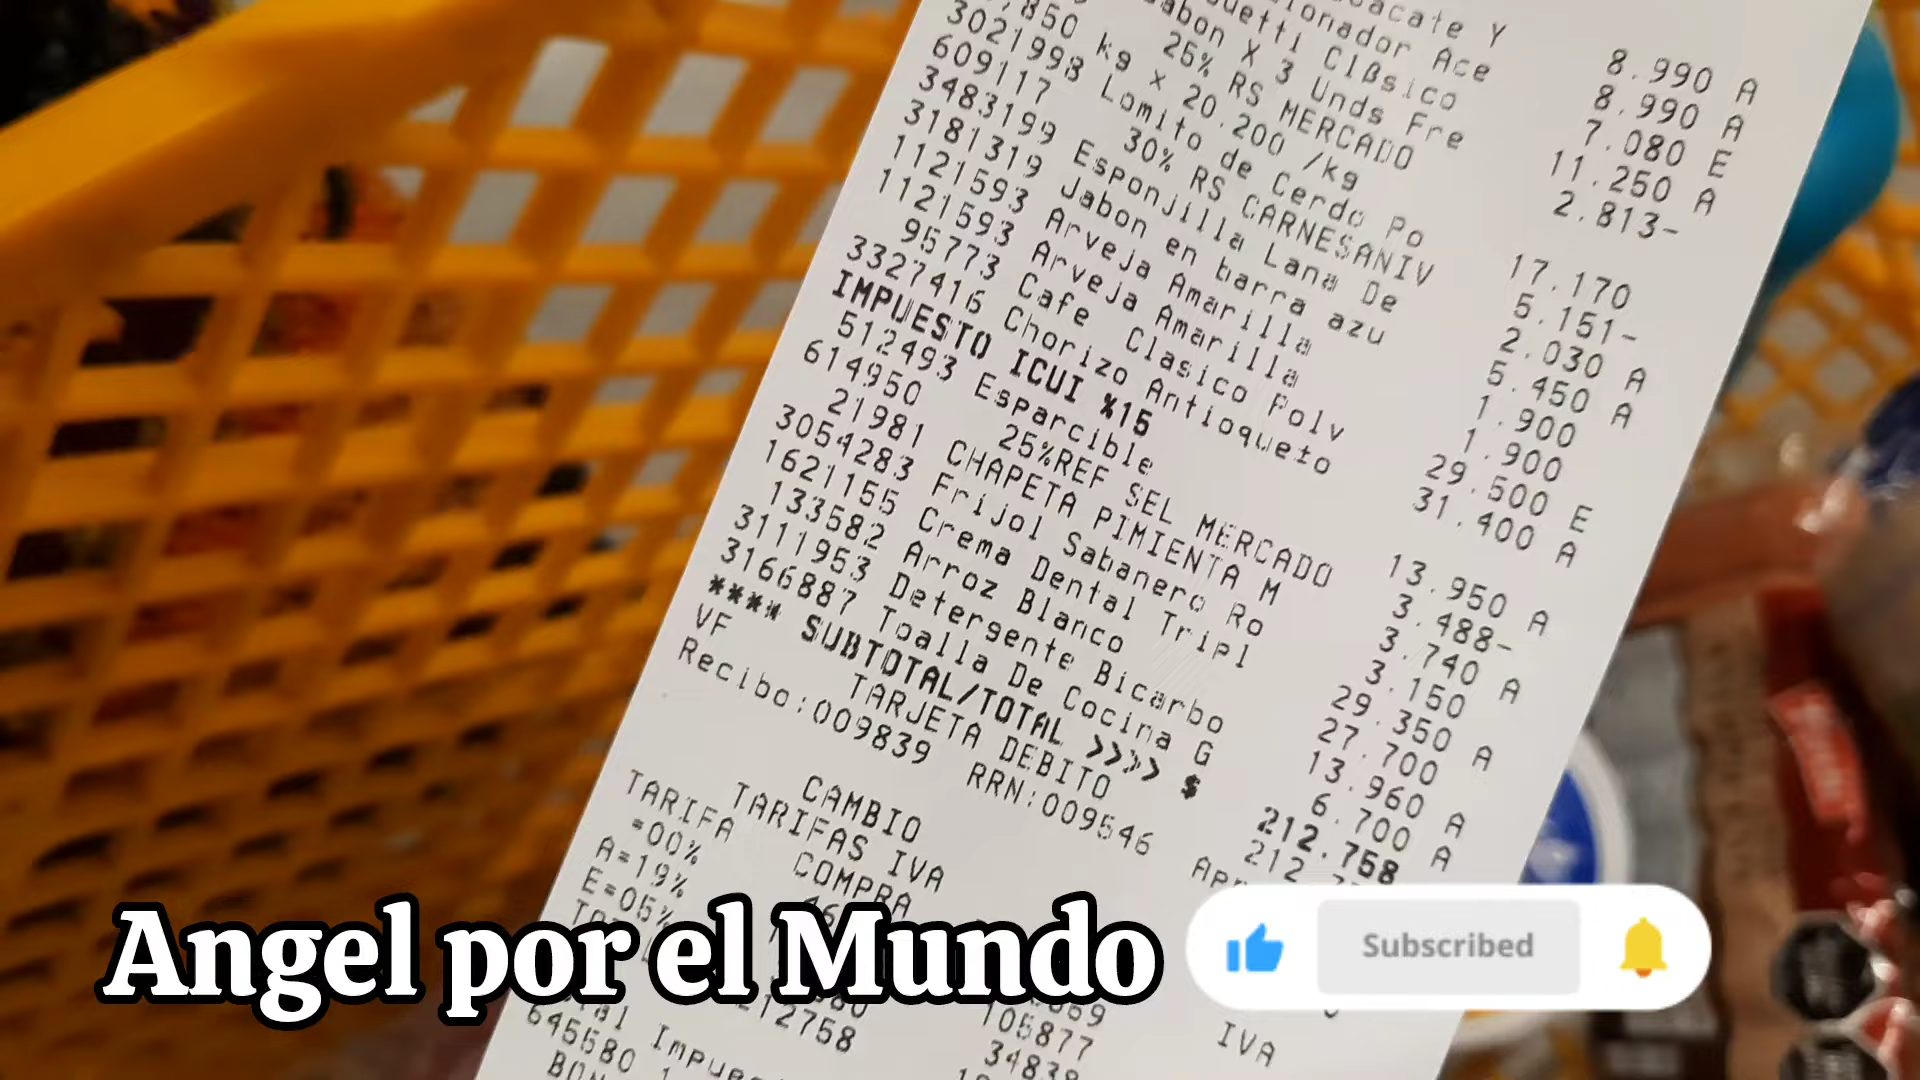 Y 8.990 A
Ace 8.990 A
Clßsico 7.080 E
X 3 Unds Fre 11.250 A
25% RS MERCADO 2.813-
850 kg x 20.200 /kg
3021998 Lomito de Cerdo Po 17.170
609117 30% RS CARNESANIV 5.151-
3483199 Esponjilla Lana De 2.030 A
3181319 Jabon en barra azu 5.450 A
1121593 Arveja Amarilla 1.900
1121593 Arveja Amarilla 1.900
95773 Cafe Clasico Polv 29.500 E
3327416 Chorizo Antioque±o 31.400 A
IMPUESTO ICUI %15
512493 Esparcible 13.950 A
614950 25%REF SEL MERCADO 3.488-
21981 CHAPETA PIMIENTA M 3.740 A
3054283 Frijol Sabanero Ro 3.150
1621155 Crema Dental Tripl 29.350 A
133582 Arroz Blanco 27.700
3111953 Detergente Bicarbo 13.960 A
3166887 Toalla De Cocina G 6.700 A
**** SUBTOTAL/TOTAL >>>> $ 212.758
VF TARJETA DEBITO 212
Recibo:009839 RRN:009546
CAMBIO
TARIFAS IVA
TARIFA COMPRA IVA
=00%
A=19% 105877
E=05%
212758
645580
Angel por el Mundo
Subscribed